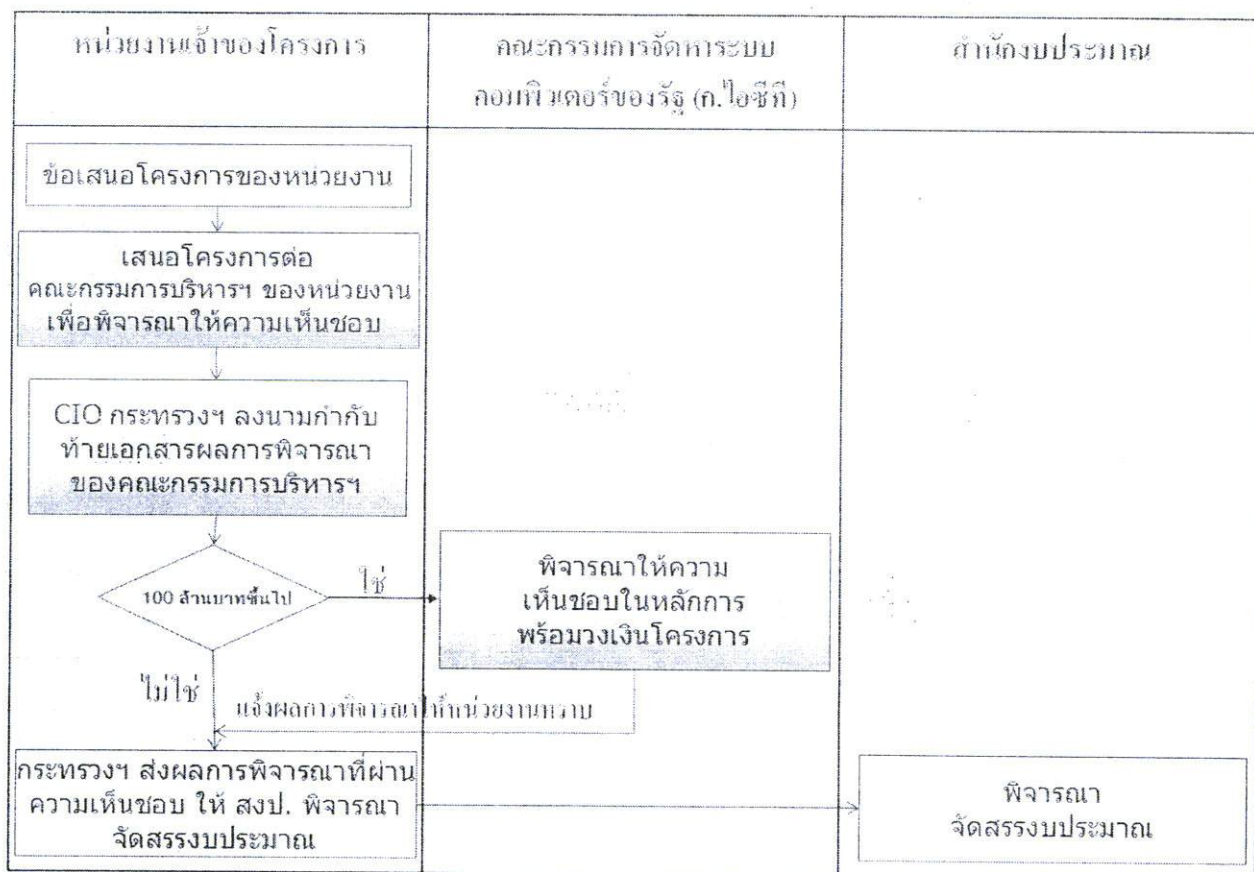 หน่วยงานเจ้าของโครงการ
คณะกรรมการจัดหาระบบ
คอมพิวเตอร์ของรัฐ (ก.ไอซีที)
สำนักงบประมาณ
ข้อเสนอโครงการของหน่วยงาน
เสนอโครงการต่อ
คณะกรรมการบริหารฯ ของหน่วยงาน
เพื่อพิจารณาให้ความเห็นชอบ
CIO กระทรวงฯ ลงนามกำกับ
ท้ายเอกสารผลการพิจารณา
ของคณะกรรมการบริหารฯ
100 ล้านบาทขึ้นไป
ใช่
พิจารณาให้ความ
เห็นชอบในหลักการ
พร้อมวงเงินโครงการ
ไม่ใช่
แจ้งผลการพิจารณาให้หน่วยงานทราบ
กระทรวงฯ ส่งผลการพิจารณาที่ผ่าน
ความเห็นชอบ ให้ สงป. พิจารณา
จัดสรรงบประมาณ
พิจารณา
จัดสรรงบประมาณ